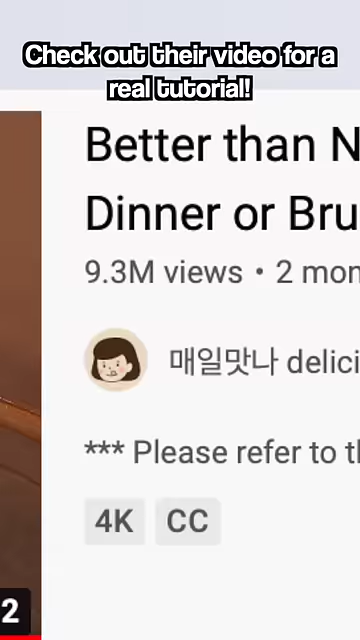 Check out their video for a
real tutorial!
Better than N
Dinner or Bru
9.3M views • 2 mon
매일맛나 delici
*** Please refer to th
4K CC
2